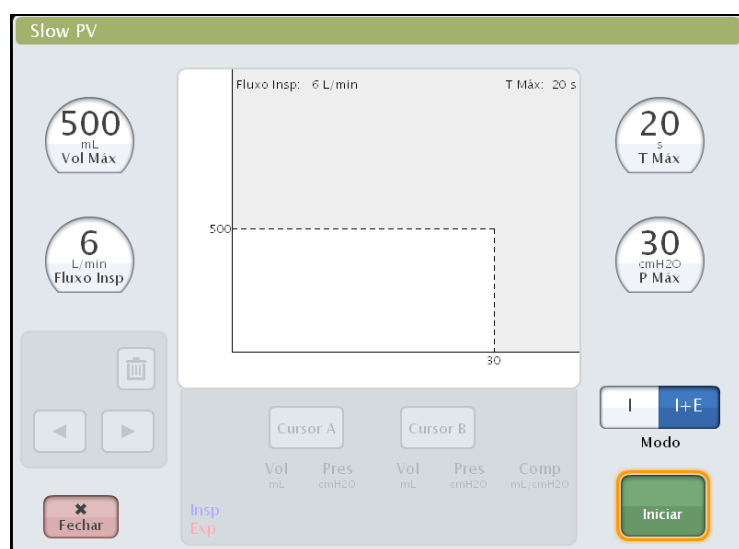 Slow PV
500
mL
Vol Máx
6
L/min
Fluxo Insp
Fluxo Insp: 6 L/min
T Máx: 20 s
500
30
20
s
T Máx
30
cmH2O
P Máx
I
I+E
Modo
Cursor A
Cursor B
Vol Pres Vol Pres Comp
mL cmH2O mL cmH2O mL/cmH2O
Insp
Exp
Fechar
Iniciar